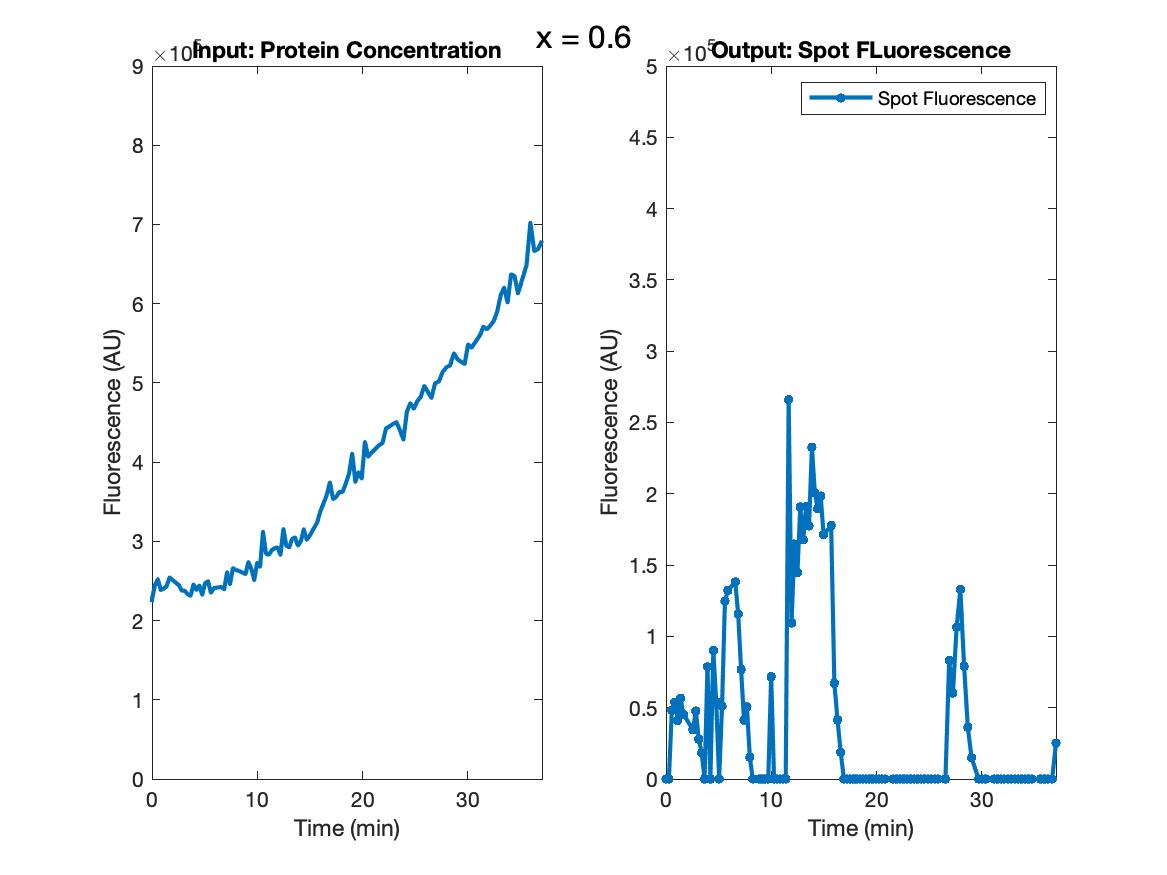 x = 0.6
×10⁵
Input: Protein Concentration
9
8
7
6
5
4
3
2
1
0
Fluorescence (AU)
0 10 20 30
Time (min)
×10⁵
Output: Spot FLuorescence
Spot Fluorescence
5
4.5
4
3.5
3
2.5
2
1.5
1
0.5
0
Fluorescence (AU)
0 10 20 30
Time (min)